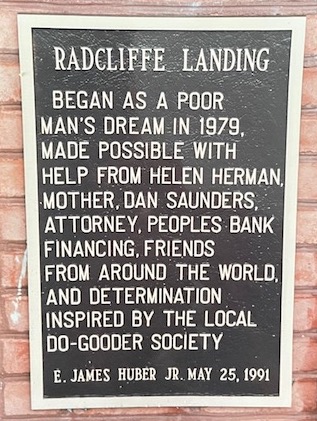 RADCLIFFE LANDING
BEGAN AS A POOR
MAN'S DREAM IN 1979,
MADE POSSIBLE WITH
HELP FROM HELEN HERMAN,
MOTHER, DAN SAUNDERS,
ATTORNEY, PEOPLES BANK
FINANCING, FRIENDS
FROM AROUND THE WORLD,
AND DETERMINATION
INSPIRED BY THE LOCAL
DO-GOODER SOCIETY
E. JAMES HUBER JR. MAY 25, 1991